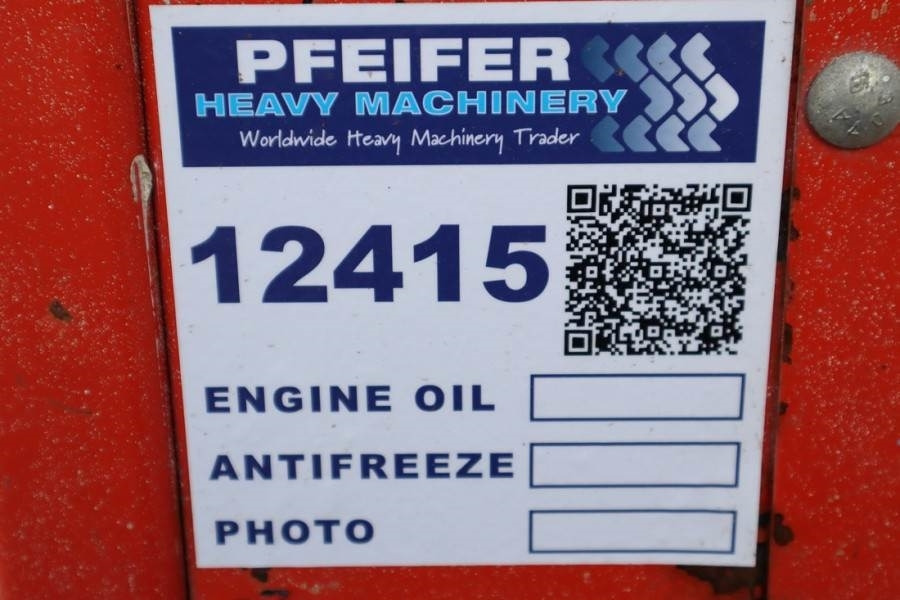 PFEIFER
HEAVY MACHINERY
Worldwide Heavy Machinery Trader
12415
ENGINE OIL
ANTIFREEZE
PHOTO